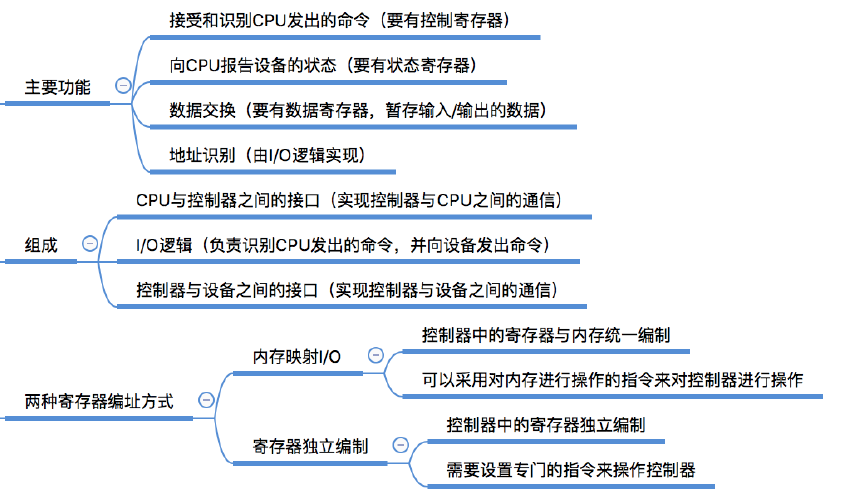 主要功能
接受和识别CPU发出的命令（要有控制寄存器）
向CPU报告设备的状态（要有状态寄存器）
数据交换（要有数据寄存器，暂存输入/输出的数据）
地址识别（由I/O逻辑实现）
组成
CPU与控制器之间的接口（实现控制器与CPU之间的通信）
I/O逻辑（负责识别CPU发出的命令，并向设备发出命令）
控制器与设备之间的接口（实现控制器与设备之间的通信）
两种寄存器编址方式
内存映射I/O
控制器中的寄存器与内存统一编制
可以采用对内存进行操作的指令来对控制器进行操作
寄存器独立编制
控制器中的寄存器独立编制
需要设置专门的指令来操作控制器